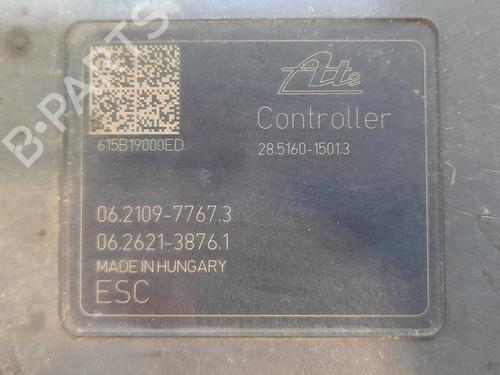 Ate
Controller
615B19000ED
28.5160-1501.3
06.2109-7767.3
06.2621-3876.1
MADE IN HUNGARY
ESC
B-PARTS